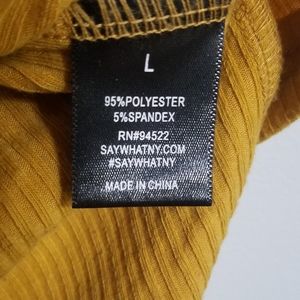 L
95%POLYESTER
5%SPANDEX
RN#94522
SAYWHATNY.COM
#SAYWHATNY
MADE IN CHINA